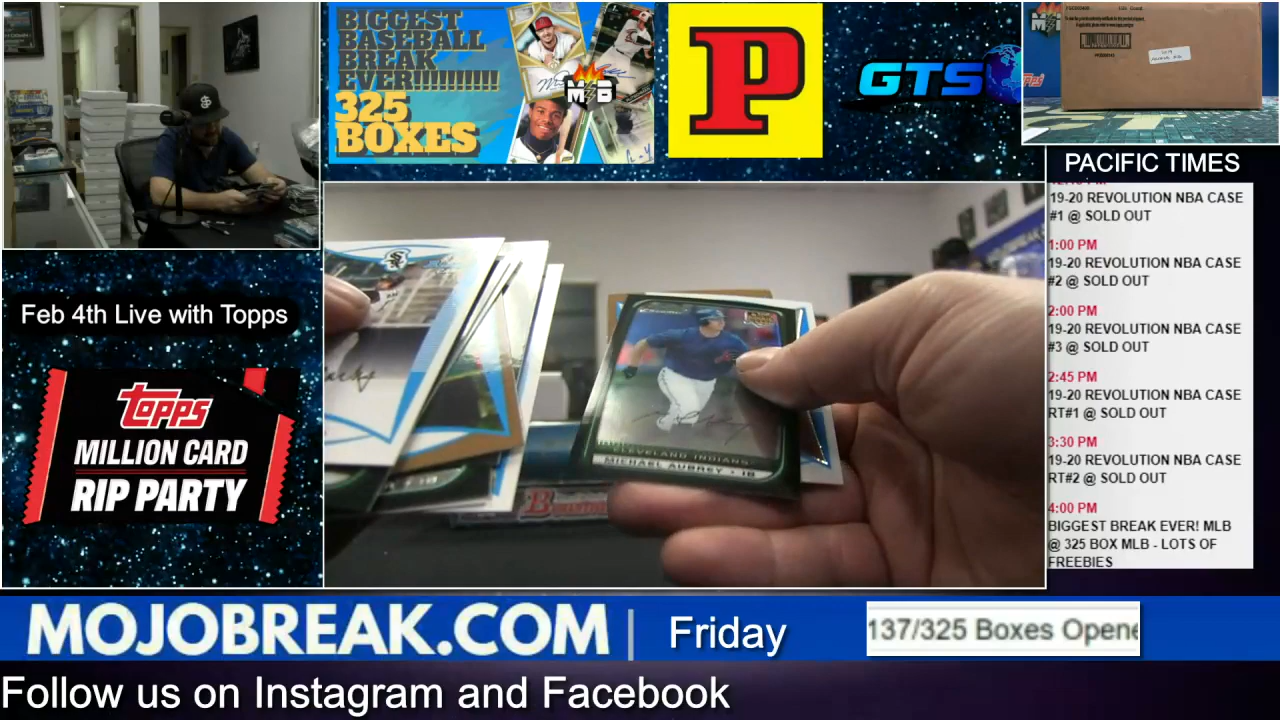 BIGGEST
BASEBALL
BREAK
EVER!!!!!!!!!!!
325
BOXES
M B
P
GTS
topps
PACIFIC TIMES
19-20 REVOLUTION NBA CASE
#1 @ SOLD OUT
1:00 PM
19-20 REVOLUTION NBA CASE
#2 @ SOLD OUT
2:00 PM
19-20 REVOLUTION NBA CASE
#3 @ SOLD OUT
2:45 PM
19-20 REVOLUTION NBA CASE
RT#1 @ SOLD OUT
3:30 PM
19-20 REVOLUTION NBA CASE
RT#2 @ SOLD OUT
4:00 PM
BIGGEST BREAK EVER! MLB
@ 325 BOX MLB - LOTS OF
FREEBIES
Feb 4th Live with Topps
topps
MILLION CARD
RIP PARTY
CLEVELAND INDIANS
MICHAEL AUBREY • 1B
MOJOBREAK.COM
Friday
137/325 Boxes Opene
Follow us on Instagram and Facebook